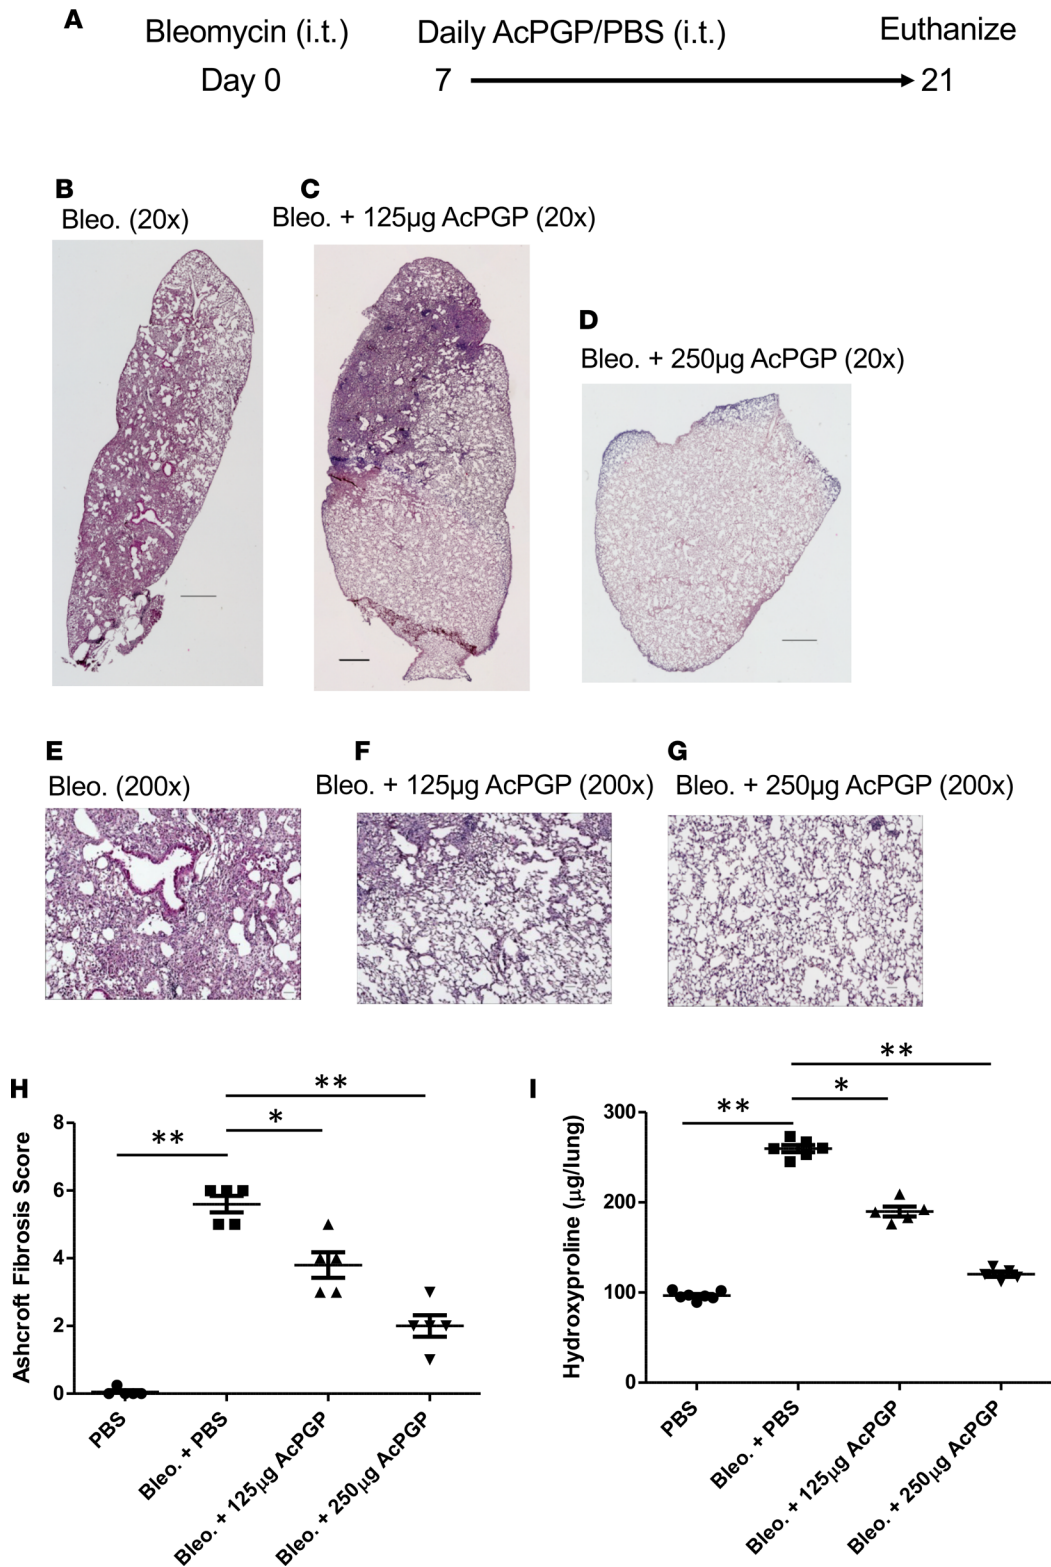 A
Bleomycin (i.t.)
Daily AcPGP/PBS (i.t.)
Euthanize
Day 0
7
21
B
Bleo. (20x)
C
Bleo. + 125µg AcPGP (20x)
D
Bleo. + 250µg AcPGP (20x)
E
Bleo. (200x)
F
Bleo. + 125µg AcPGP (200x)
G
Bleo. + 250µg AcPGP (200x)
H
**
*
**
8
6
4
2
0
Ashcroft Fibrosis Score
PBS
Bleo. + PBS
Bleo. + 125µg AcPGP
Bleo. + 250µg AcPGP
I
**
*
**
300
200
100
0
Hydroxyproline (µg/lung)
PBS
Bleo. + PBS
Bleo. + 125µg AcPGP
Bleo. + 250µg AcPGP